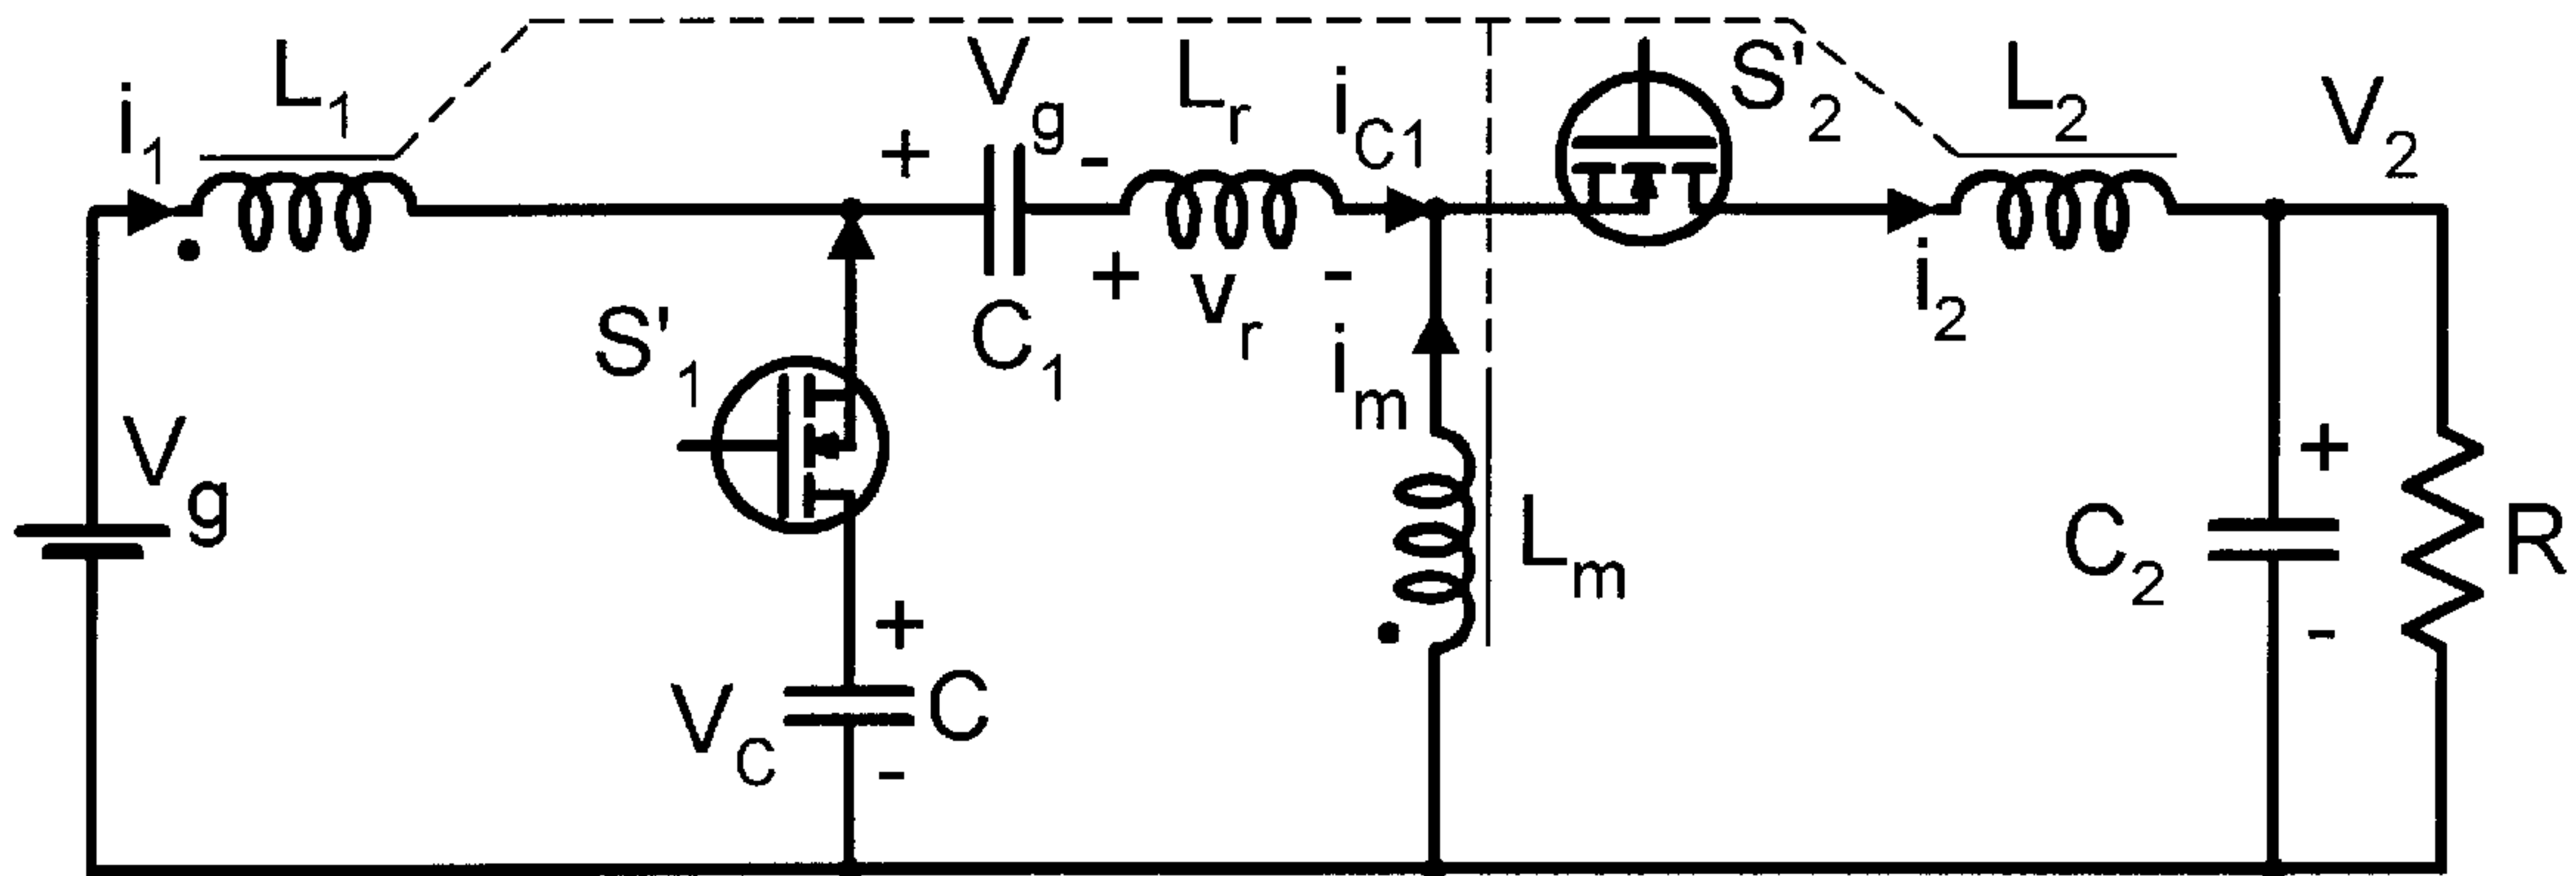 i1
L1
Vg
+
-
Lr
iC1
S'2
L2
V2
i2
+
vr
-
C1
S'1
im
Vg
Lm
+
C2
-
R
+
VC
C
-